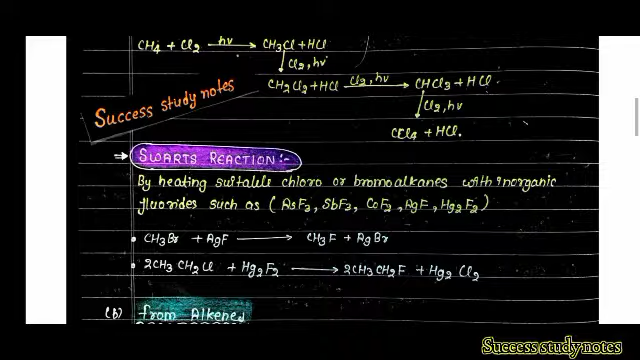 CH4 + Cl2 hν→ CH3Cl + HCl
↓ Cl2, hν
CH2Cl2 + HCl Cl2, hν→ CHCl3 + HCl
↓ Cl2, hν
CCl4 + HCl.
Success study notes
→ SWARTS REACTION:-
By heating suitable chloro or bromoalkanes with inorganic
fluorides such as (AsF3, SbF3, CoF2, AgF, Hg2F2)
• CH3Br + AgF → CH3F + AgBr
• 2CH3CH2Cl + Hg2F2 → 2CH3CH2F + Hg2Cl2
(b) from Alkenes
Success study notes